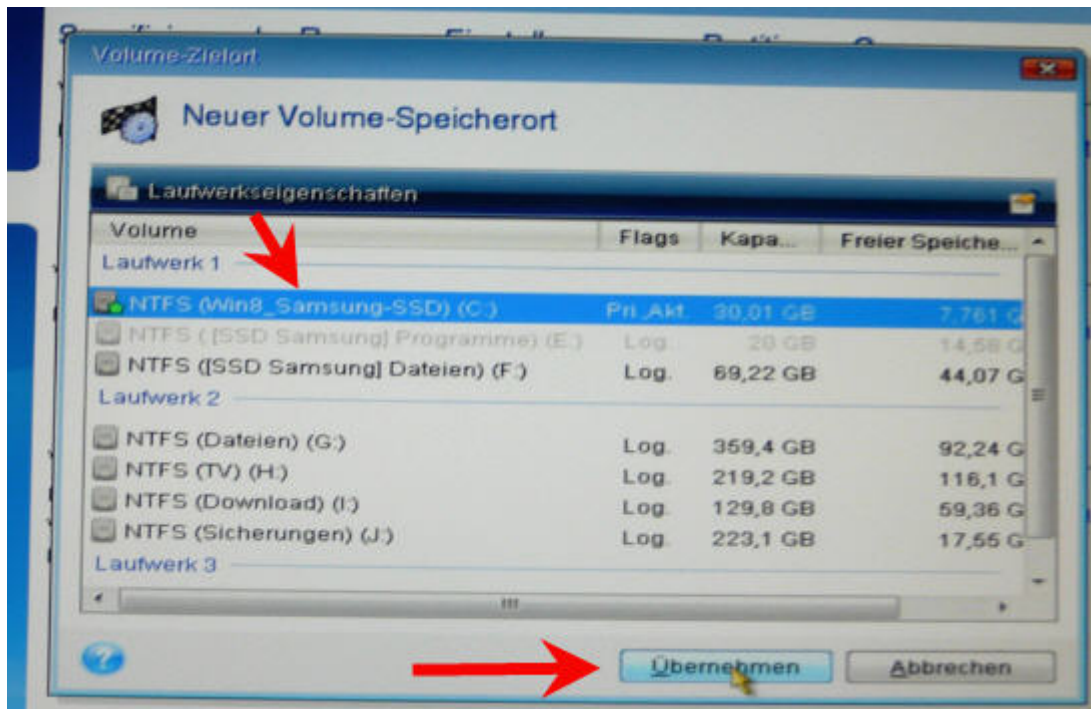 Volume-Zielort
Neuer Volume-Speicherort
Laufwerkseigenschaften
Volume Flags Kapa... Freier Speiche...
Laufwerk 1
NTFS (Win8_Samsung-SSD) (C:) Pri.,Akt. 30,01 GB 7,761 G
NTFS ([SSD Samsung] Programme) (E:) Log. 20 GB 14,58 G
NTFS ([SSD Samsung] Dateien) (F:) Log. 69,22 GB 44,07 G
Laufwerk 2
NTFS (Dateien) (G:) Log. 359,4 GB 92,24 G
NTFS (TV) (H:) Log. 219,2 GB 116,1 G
NTFS (Download) (I:) Log. 129,8 GB 59,36 G
NTFS (Sicherungen) (J:) Log. 223,1 GB 17,55 G
Laufwerk 3
Übernehmen Abbrechen